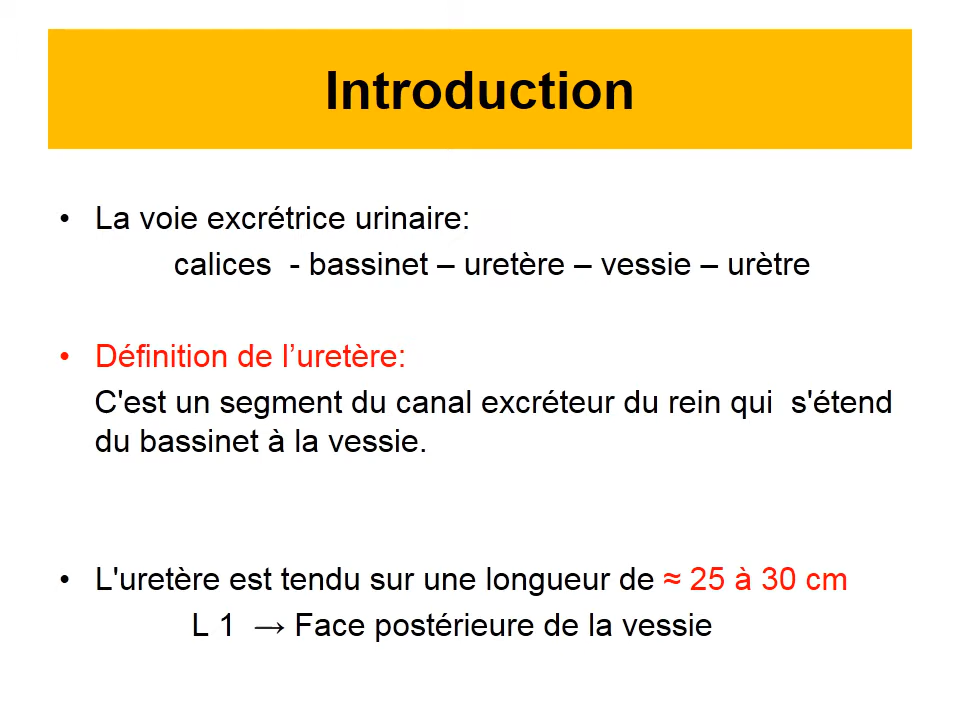 Introduction
• La voie excrétrice urinaire:
calices - bassinet – uretère – vessie – urètre
• Définition de l’uretère:
C'est un segment du canal excréteur du rein qui s'étend
du bassinet à la vessie.
• L'uretère est tendu sur une longueur de ≈ 25 à 30 cm
L 1 → Face postérieure de la vessie